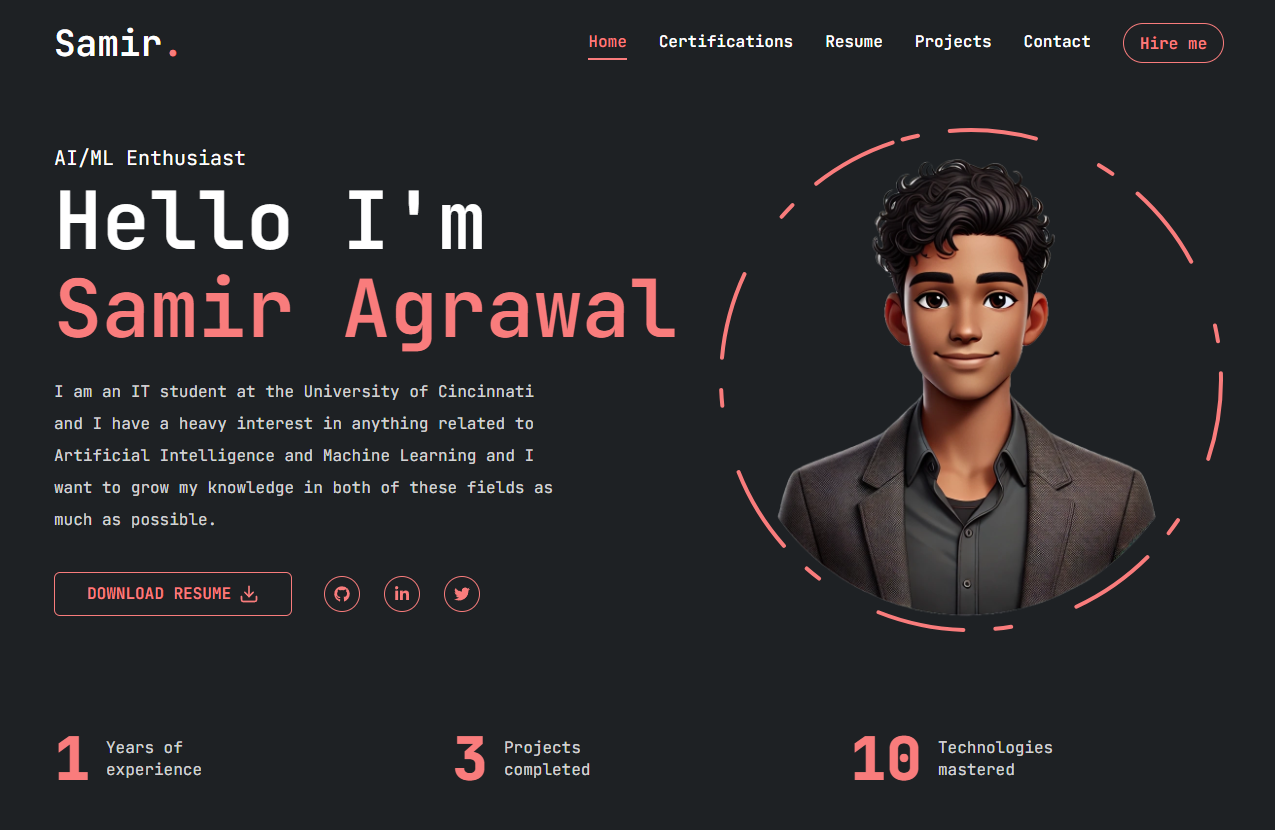 Samir.
Home Certifications Resume Projects Contact Hire me
AI/ML Enthusiast
Hello I'm
Samir Agrawal
I am an IT student at the University of Cincinnati
and I have a heavy interest in anything related to
Artificial Intelligence and Machine Learning and I
want to grow my knowledge in both of these fields as
much as possible.
DOWNLOAD RESUME
in
1 Years of
experience
3 Projects
completed
10 Technologies
mastered